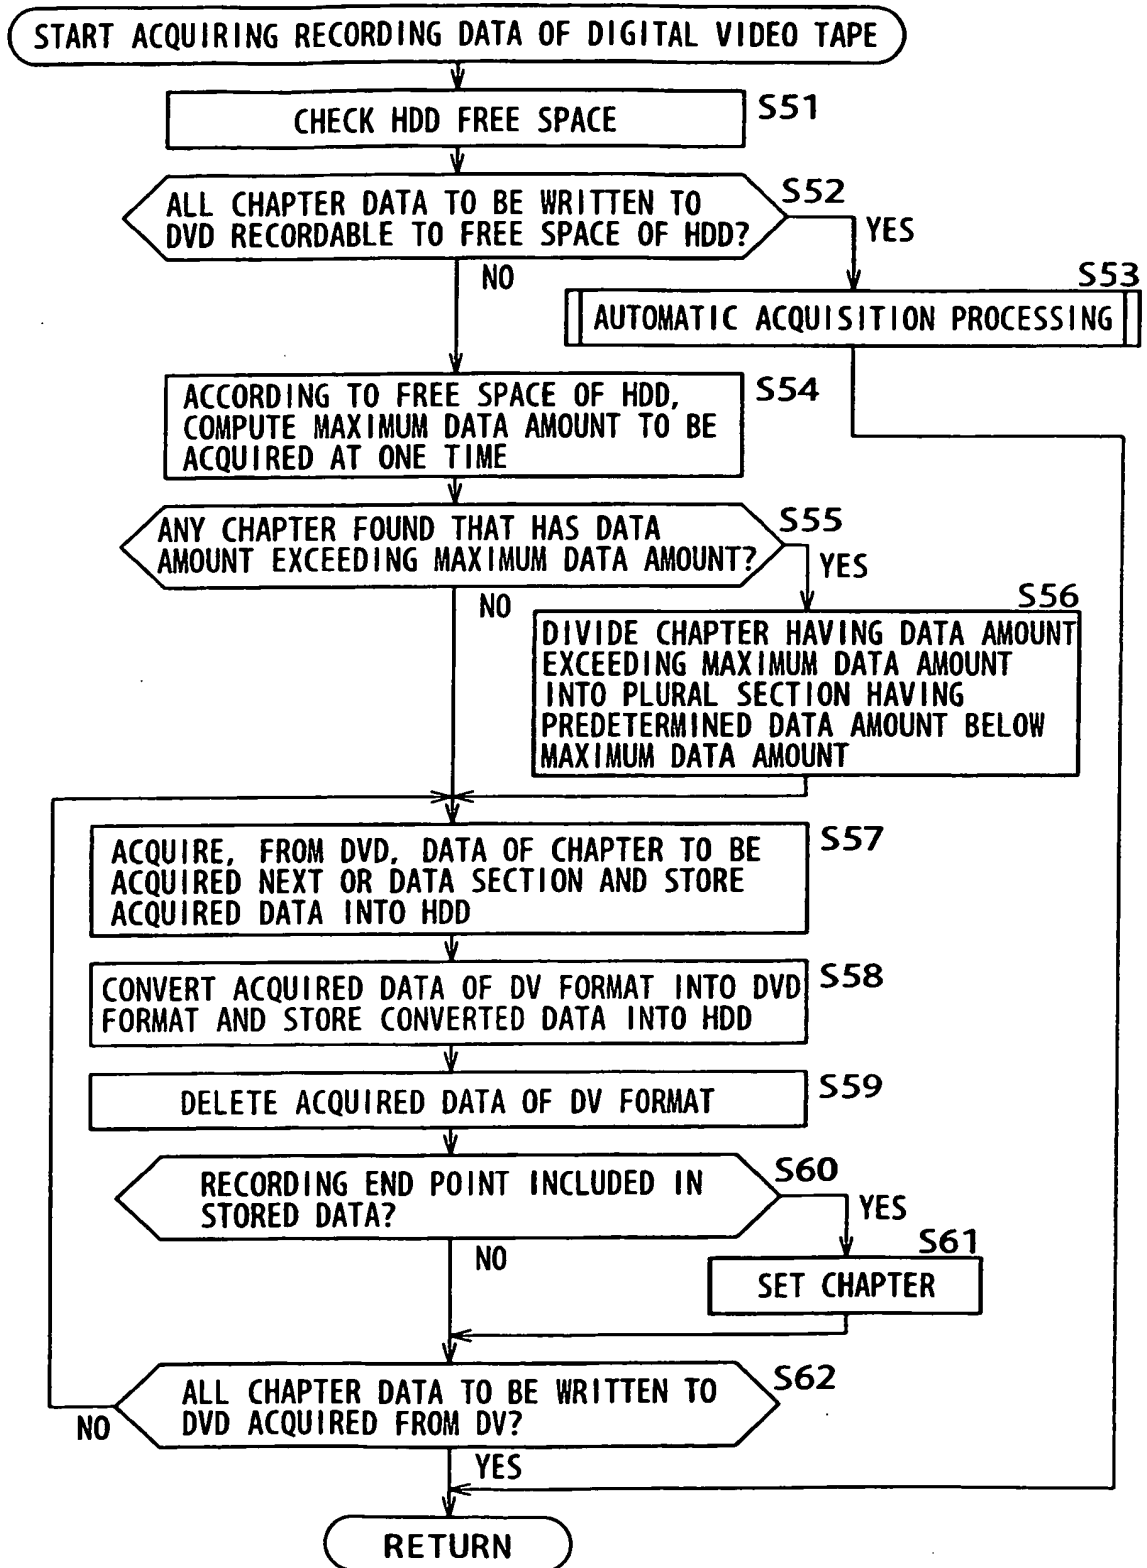 START ACQUIRING RECORDING DATA OF DIGITAL VIDEO TAPE
CHECK HDD FREE SPACE
S51
ALL CHAPTER DATA TO BE WRITTEN TO
DVD RECORDABLE TO FREE SPACE OF HDD?
S52
YES
NO
S53
AUTOMATIC ACQUISITION PROCESSING
ACCORDING TO FREE SPACE OF HDD,
COMPUTE MAXIMUM DATA AMOUNT TO BE
ACQUIRED AT ONE TIME
S54
ANY CHAPTER FOUND THAT HAS DATA
AMOUNT EXCEEDING MAXIMUM DATA AMOUNT?
S55
YES
NO
S56
DIVIDE CHAPTER HAVING DATA AMOUNT
EXCEEDING MAXIMUM DATA AMOUNT
INTO PLURAL SECTION HAVING
PREDETERMINED DATA AMOUNT BELOW
MAXIMUM DATA AMOUNT
ACQUIRE, FROM DVD, DATA OF CHAPTER TO BE
ACQUIRED NEXT OR DATA SECTION AND STORE
ACQUIRED DATA INTO HDD
S57
CONVERT ACQUIRED DATA OF DV FORMAT INTO DVD
FORMAT AND STORE CONVERTED DATA INTO HDD
S58
DELETE ACQUIRED DATA OF DV FORMAT
S59
RECORDING END POINT INCLUDED IN
STORED DATA?
S60
YES
NO
S61
SET CHAPTER
ALL CHAPTER DATA TO BE WRITTEN TO
DVD ACQUIRED FROM DV?
S62
NO
YES
RETURN